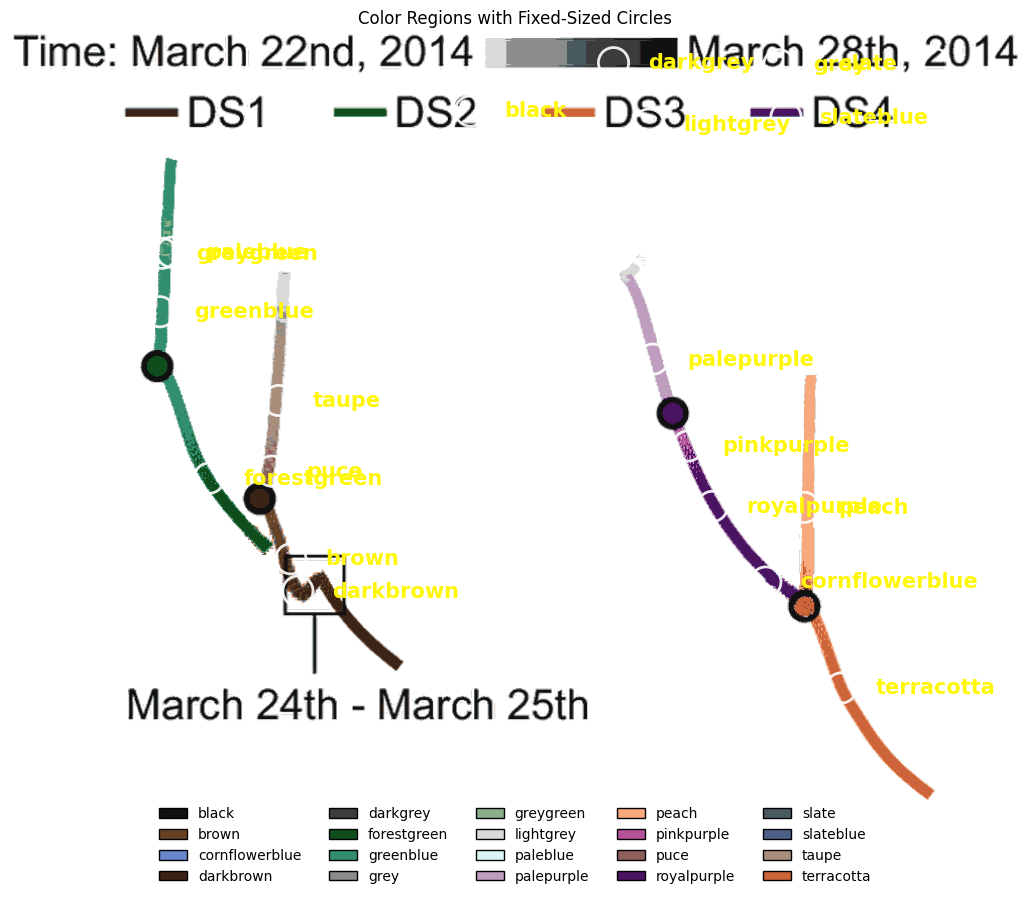 Color Regions with Fixed-Sized Circles
Time: March 22nd, 2014 March 28th, 2014
darkgrey grey slate
DS1 DS2 DS3 DS4
black lightgrey slateblue
greygreen paleblue
greenblue
palepurple
taupe
pinkpurple
puce
forestgreen
royalpurple peach
brown
cornflowerblue
darkbrown
terracotta
March 24th - March 25th
black darkgrey greygreen peach slate
brown forestgreen lightgrey pinkpurple slateblue
cornflowerblue greenblue paleblue puce taupe
darkbrown grey palepurple royalpurple terracotta